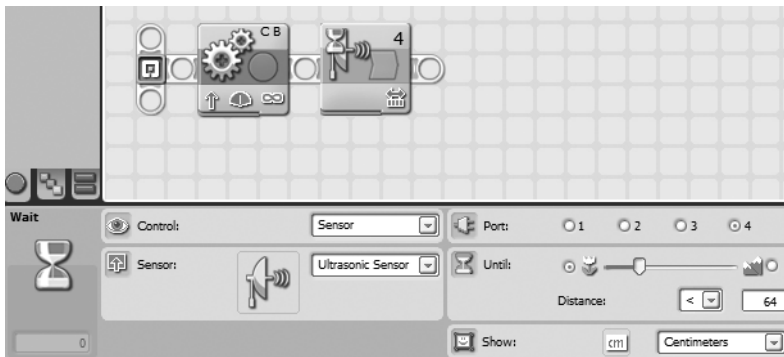 C B
4
Wait
Control:
Sensor
Port:
1
2
3
4
Sensor:
Ultrasonic Sensor
Until:
Distance:
<
64
0
Show:
cm
Centimeters